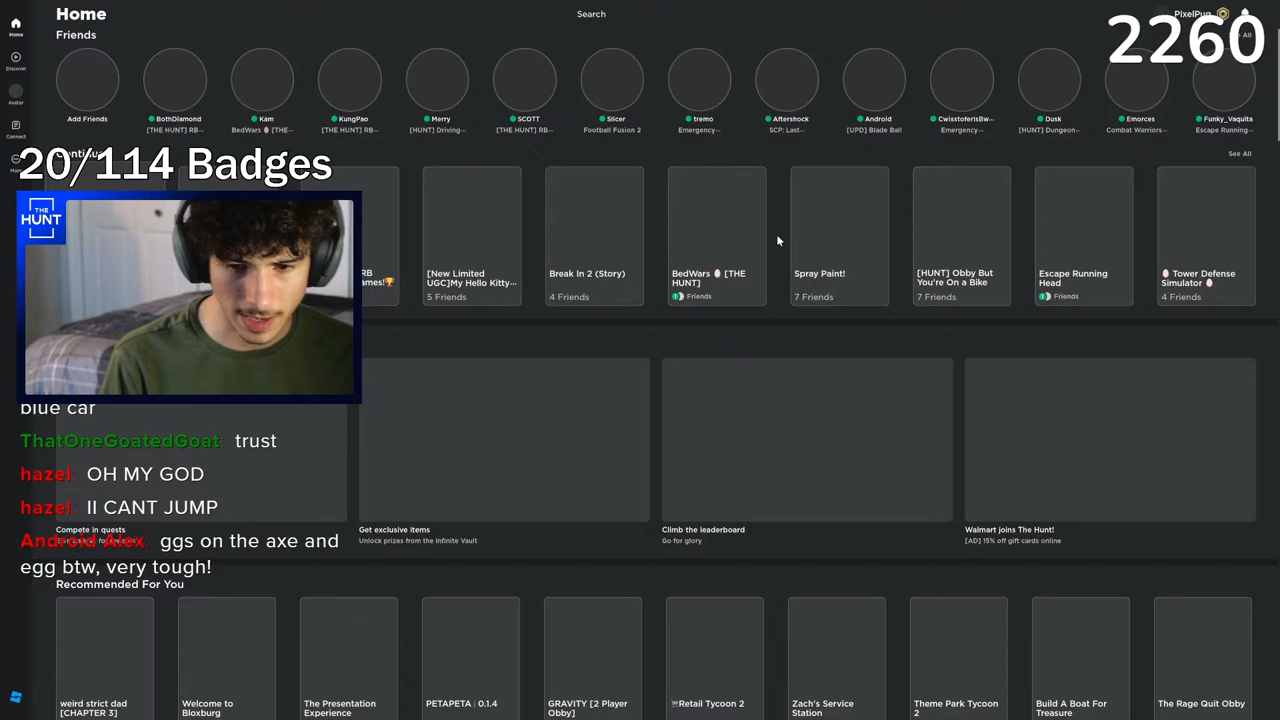 Home
Search
PixelPug
2260
Home
Friends
Discover
Avatar
Connect
Add Friends
BothDiamond
[THE HUNT] RB...
Kam
BedWars [THE...
KungPao
[THE HUNT] RB...
Merry
[HUNT] Driving...
SCOTT
[THE HUNT] RB...
Slicer
Football Fusion 2
tremo
Emergency...
Aftershock
SCP: Last...
Android
[UPD] Blade Ball
CwisstoferisBw...
Emergency...
Dusk
[HUNT] Dungeon...
Emorces
Combat Warriors...
Funky_Vaquita
Escape Running...
See All
20/114 Badges
THE
HUNT
RB
ames!🏆
[New Limited
UGC]My Hello Kitty...
5 Friends
Break In 2 (Story)
4 Friends
BedWars 🥚 [THE
HUNT]
Friends
Spray Paint!
7 Friends
[HUNT] Obby But
You're On a Bike
7 Friends
Escape Running
Head
Friends
🥚 Tower Defense
Simulator 🥚
4 Friends
blue car
ThatOneGoatedGoat: trust
hazel: OH MY GOD
hazel: II CANT JUMP
Android Alex: ggs on the axe and
egg btw, very tough!
Compete in quests
Get exclusive items
Unlock prizes from the Infinite Vault
Climb the leaderboard
Go for glory
Walmart joins The Hunt!
[AD] 15% off gift cards online
Recommended For You
weird strict dad
[CHAPTER 3]
Welcome to
Bloxburg
The Presentation
Experience
PETAPETA | 0.1.4
GRAVITY [2 Player
Obby]
🛒Retail Tycoon 2
Zach's Service
Station
Theme Park Tycoon
2
Build A Boat For
Treasure
The Rage Quit Obby